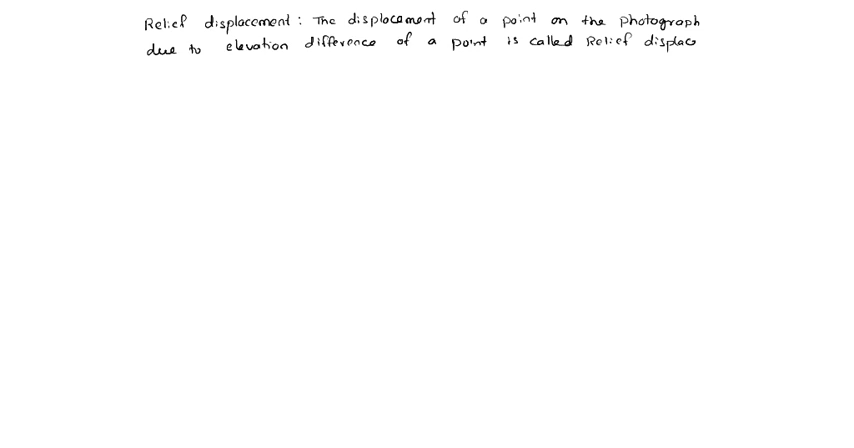 Relief displacement : The displacement of a point on the photograph
due to elevation difference of a point is called Relief displac